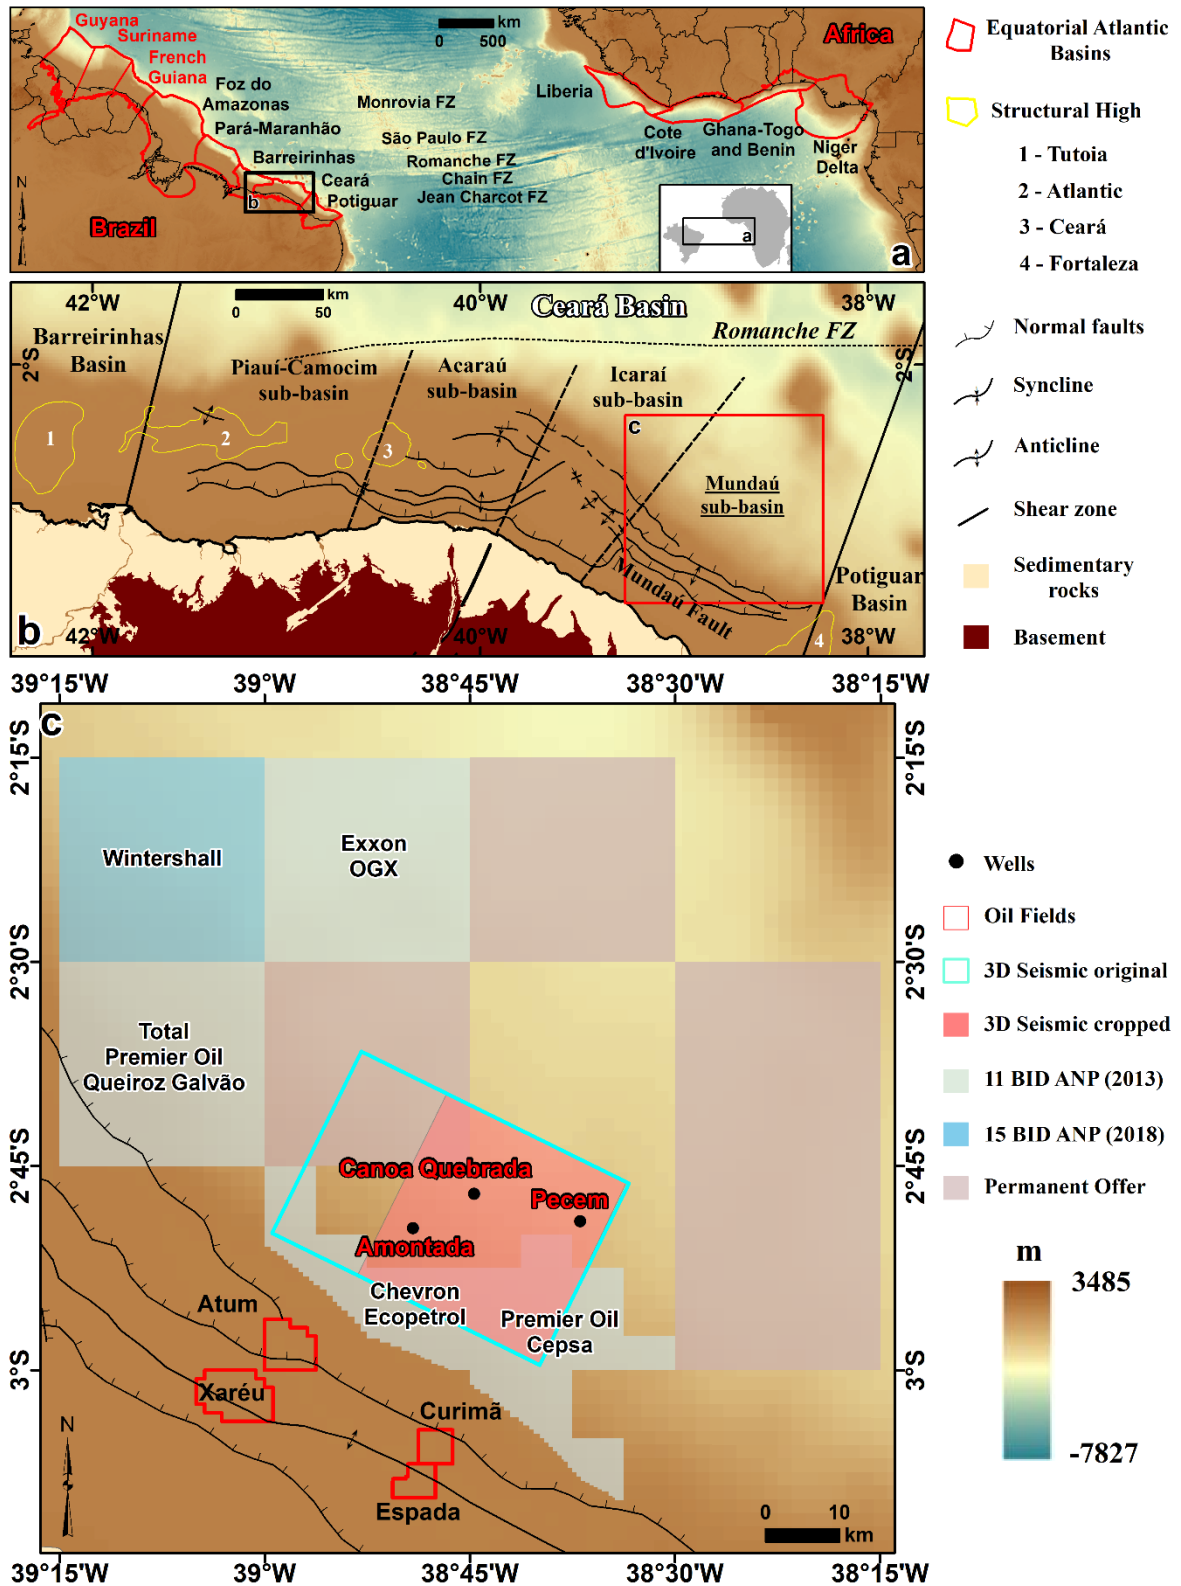 Guyana
Suriname
French
Guiana
Foz do
Amazonas
Pará-Maranhão
Barreirinhas
Ceará
Potiguar
Brazil
b
N
km
0 500
Monrovia FZ
São Paulo FZ
Romanche FZ
Chain FZ
Jean Charcot FZ
Liberia
Cote
d'Ivoire
Ghana-Togo
and Benin
Niger
Delta
Africa
a
a
Equatorial Atlantic
Basins
Structural High
1 - Tutoia
2 - Atlantic
3 - Ceará
4 - Fortaleza
Normal faults
Syncline
Anticline
Shear zone
Sedimentary
rocks
Basement
42°W 40°W 38°W
km
0 50
Ceará Basin
Romanche FZ
2°S 2°S
Barreirinhas
Basin
Piauí-Camocim
sub-basin
Acaraú
sub-basin
Icaraí
sub-basin
c
Mundaú
sub-basin
1
2
3
4
Mundaú Fault
Potiguar
Basin
b
42°W 40°W 38°W
39°15'W 39°W 38°45'W 38°30'W 38°15'W
c
2°15'S 2°15'S
2°30'S 2°30'S
2°45'S 2°45'S
3°S 3°S
Wintershall
Exxon
OGX
Total
Premier Oil
Queiroz Galvão
Canoa Quebrada
Pecem
Amontada
Chevron
Ecopetrol
Premier Oil
Cepsa
Atum
Xaréu
Curimã
Espada
N
0 10
km
39°15'W 39°W 38°45'W 38°30'W 38°15'W
Wells
Oil Fields
3D Seismic original
3D Seismic cropped
11 BID ANP (2013)
15 BID ANP (2018)
Permanent Offer
m
3485
-7827